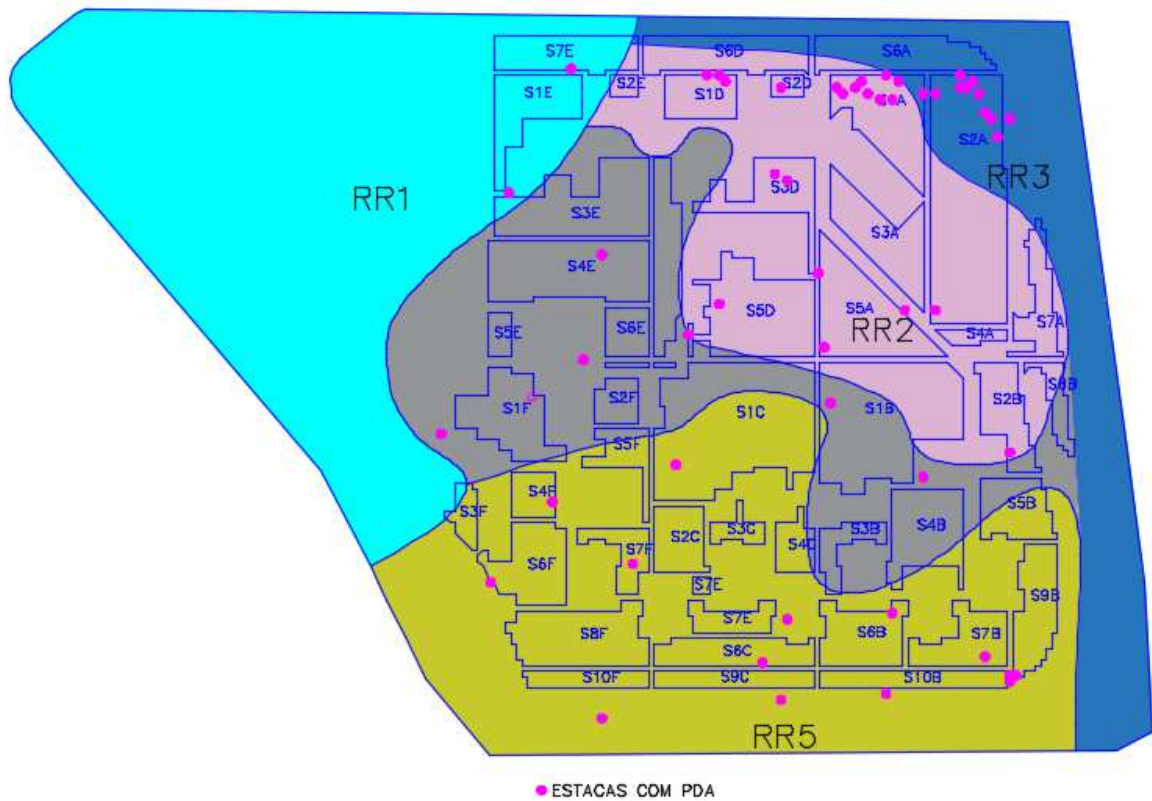 S7E
S6D
S6A
S1E
S2E
S1D
S2D
S2A
RR1
RR3
S3E
S3D
S3A
S4E
S5E
S6E
S5D
S5A
RR2
S4A
S7A
S1F
S2F
S1C
S1B
S2B
S8B
S5F
S3F
S4F
S6F
S7F
S2C
S3C
S4C
S3B
S4B
S5B
S7E
S9B
S8F
S7E
S6B
S7B
S6C
S10F
S9C
S10B
RR5
ESTACAS COM PDA